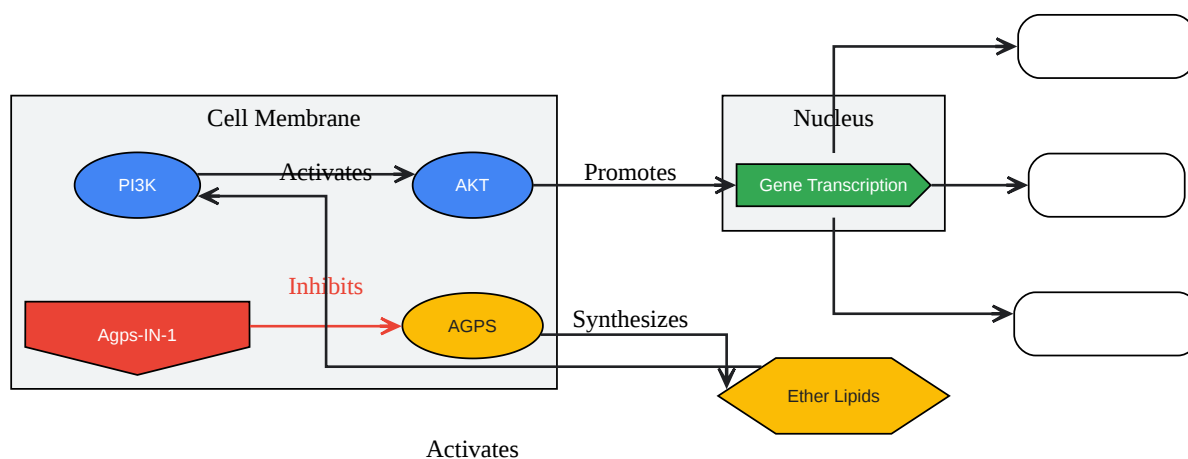 Cell Membrane
Nucleus
PI3K
Activates
AKT
Promotes
Gene Transcription
Inhibits
Agps-IN-1
AGPS
Synthesizes
Ether Lipids
Activates